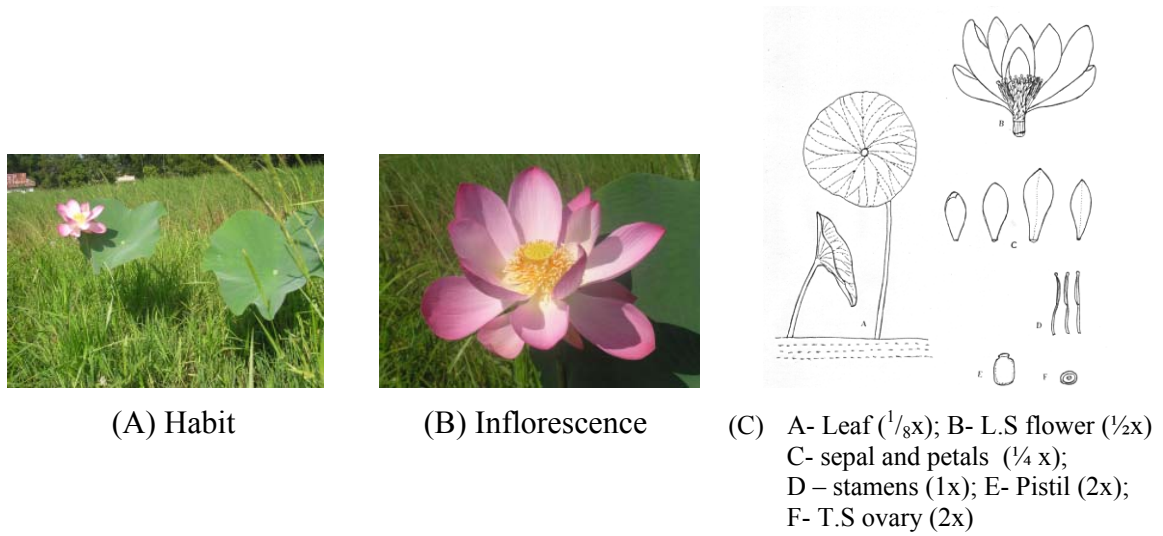 B
A
C
D
E
F
(A) Habit
(B) Inflorescence
(C) A- Leaf (¹/₈x); B- L.S flower (½x)
C- sepal and petals (¼ x);
D – stamens (1x); E- Pistil (2x);
F- T.S ovary (2x)